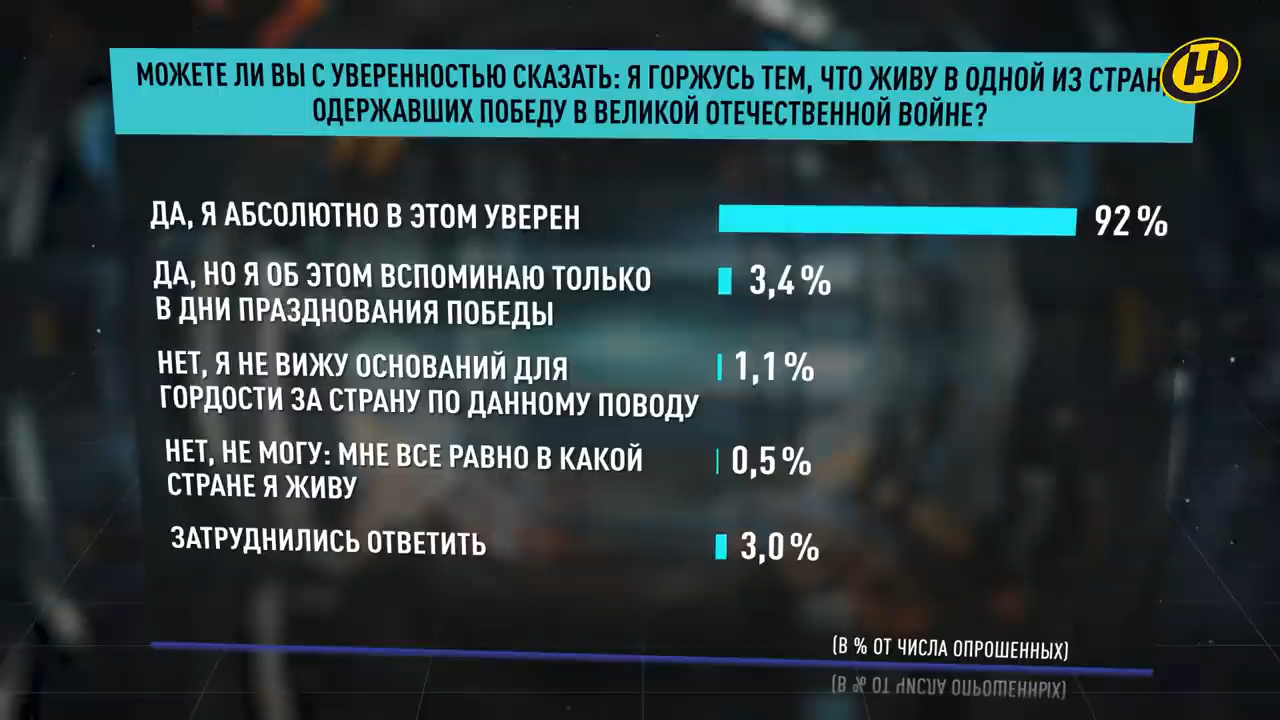 МОЖЕТЕ ЛИ ВЫ С УВЕРЕННОСТЬЮ СКАЗАТЬ: Я ГОРЖУСЬ ТЕМ, ЧТО ЖИВУ В ОДНОЙ ИЗ СТРАН,
ОДЕРЖАВШИХ ПОБЕДУ В ВЕЛИКОЙ ОТЕЧЕСТВЕННОЙ ВОЙНЕ?
ДА, Я АБСОЛЮТНО В ЭТОМ УВЕРЕН 92 %
ДА, НО Я ОБ ЭТОМ ВСПОМИНАЮ ТОЛЬКО
В ДНИ ПРАЗДНОВАНИЯ ПОБЕДЫ 3,4 %
НЕТ, Я НЕ ВИЖУ ОСНОВАНИЙ ДЛЯ
ГОРДОСТИ ЗА СТРАНУ ПО ДАННОМУ ПОВОДУ 1,1 %
НЕТ, НЕ МОГУ: МНЕ ВСЕ РАВНО В КАКОЙ
СТРАНЕ Я ЖИВУ 0,5 %
ЗАТРУДНИЛИСЬ ОТВЕТИТЬ 3,0 %
(В % ОТ ЧИСЛА ОПРОШЕННЫХ)